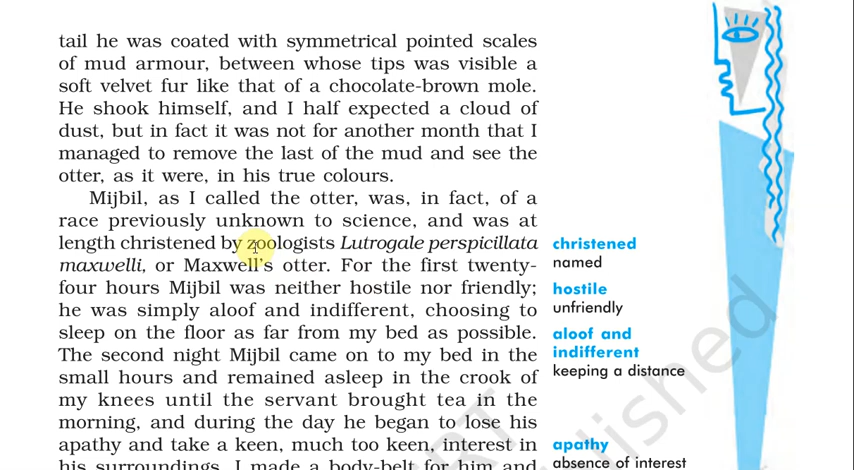 tail he was coated with symmetrical pointed scales
of mud armour, between whose tips was visible a
soft velvet fur like that of a chocolate-brown mole.
He shook himself, and I half expected a cloud of
dust, but in fact it was not for another month that I
managed to remove the last of the mud and see the
otter, as it were, in his true colours.
Mijbil, as I called the otter, was, in fact, of a
race previously unknown to science, and was at
length christened by zoologists Lutrogale perspicillata
maxwelli, or Maxwell's otter. For the first twenty-
four hours Mijbil was neither hostile nor friendly;
he was simply aloof and indifferent, choosing to
sleep on the floor as far from my bed as possible.
The second night Mijbil came on to my bed in the
small hours and remained asleep in the crook of
my knees until the servant brought tea in the
morning, and during the day he began to lose his
apathy and take a keen, much too keen, interest in
his surroundings. I made a body-belt for him and
christened
named
hostile
unfriendly
aloof and
indifferent
keeping a distance
apathy
absence of interest